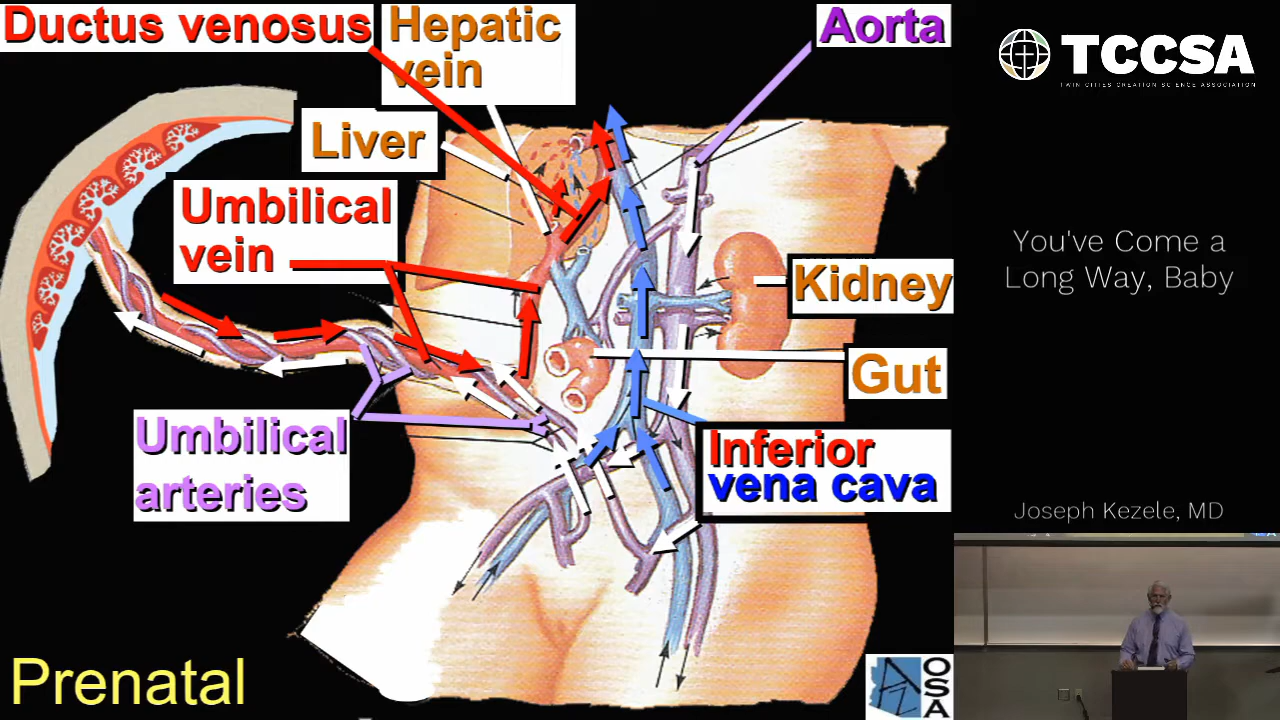 Ductus venosus
Hepatic
vein
Aorta
TCCSA
TWIN CITIES CREATION SCIENCE ASSOCIATION
Liver
Umbilical
vein
You've Come a
Long Way, Baby
Kidney
Gut
Umbilical
arteries
Inferior
vena cava
Joseph Kezele, MD
Prenatal
AZ
OSA